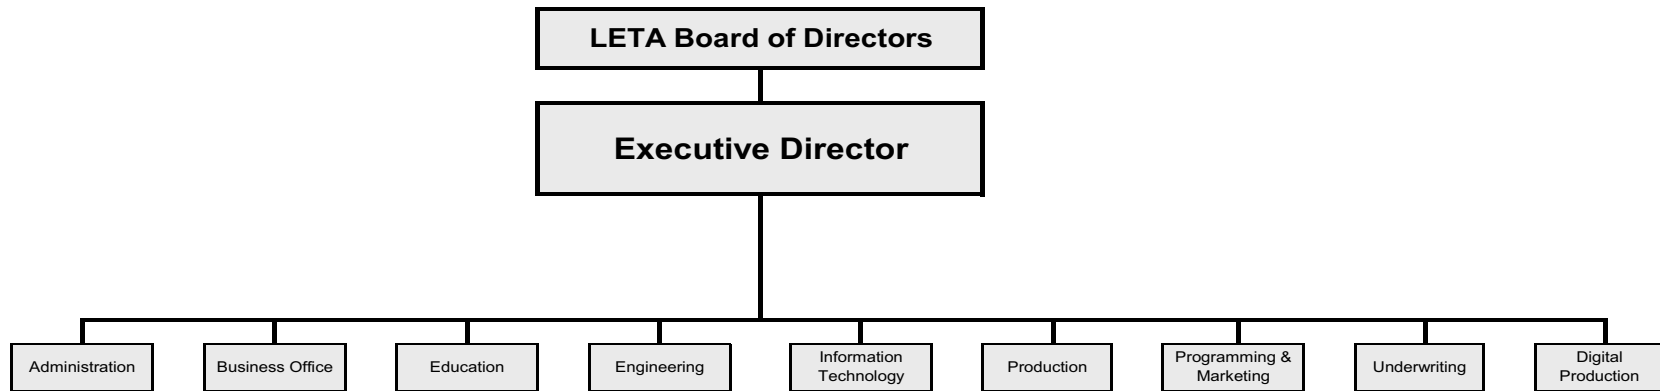 LETA Board of Directors
Executive Director
Administration
Business Office
Education
Engineering
Information
Technology
Production
Programming &
Marketing
Underwriting
Digital
Production